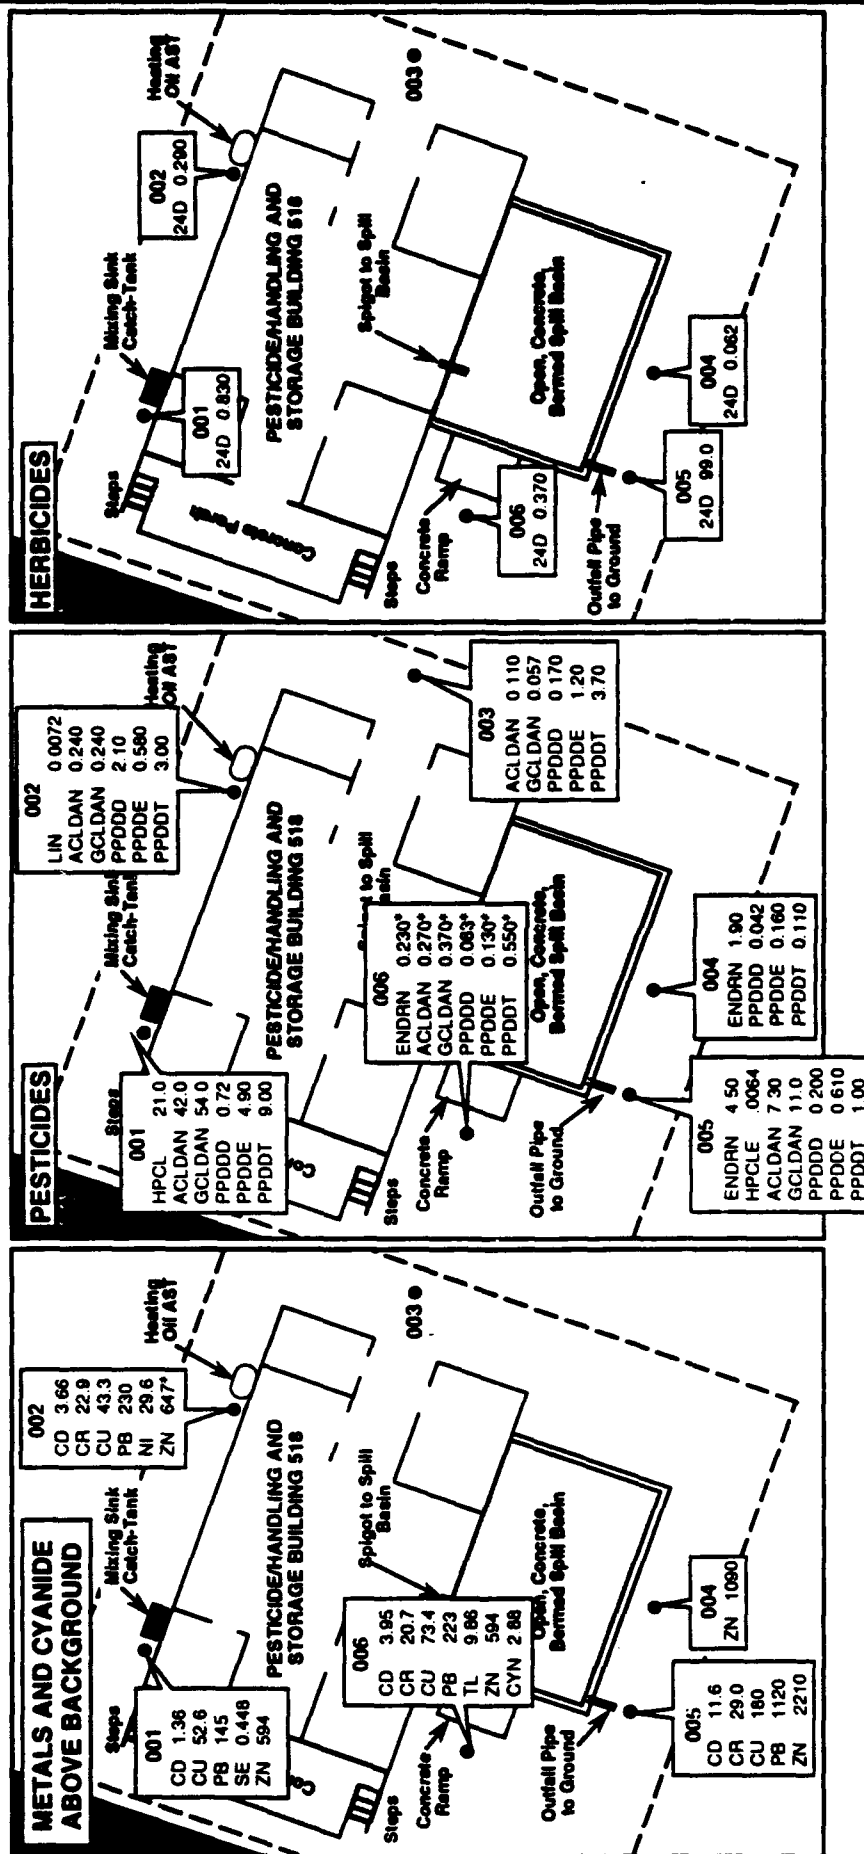 METALS AND CYANIDE
ABOVE BACKGROUND
002
CD 3.66
CR 22.9
CU 43.3
PB 230
NI 29.6
ZN 647*
Heating
Oil AST
Mixing Sink
Catch-Tank
Steps
001
CD 1.36
CU 52.6
PB 145
SE 0.448
ZN 594
PESTICIDE/HANDLING AND
STORAGE BUILDING 518
003
Spigot to Spill
Basin
Steps
Concrete
Ramp
006
CD 3.95
CR 20.7
CU 73.4
PB 223
TL 9.86
ZN 594
CYN 2.88
Open, Concrete,
Bermed Spill Basin
Outfall Pipe
to Ground
005
CD 11.6
CR 29.0
CU 160
PB 1120
ZN 2210
004
ZN 1090
PESTICIDES
002
LIN 0.0072
ACLDAN 0.240
GCLDAN 0.240
PPDDD 2.10
PPDDE 0.580
PPDDT 3.00
Heating
Oil AST
Mixing Sink
Catch-Tank
Steps
001
HPCL 21.0
ACLDAN 42.0
GCLDAN 54.0
PPDDD 0.72
PPDDE 4.90
PPDDT 9.00
PESTICIDE/HANDLING AND
STORAGE BUILDING 518
to Spill
asin
Steps
Concrete
Ramp
006
ENDRN 0.230*
ACLDAN 0.270*
GCLDAN 0.370*
PPDDD 0.083*
PPDDE 0.130*
PPDDT 0.550*
003
ACLDAN 0.110
GCLDAN 0.057
PPDDD 0.170
PPDDE 1.20
PPDDT 3.70
Open, Concrete,
Bermed Spill Basin
Outfall Pipe
to Ground
005
ENDRN 4.50
HPCLE .0064
ACLDAN 7.30
GCLDAN 11.0
PPDDD 0.200
PPDDE 0.610
PPDDT 1.00
004
ENDRN 1.90
PPDDD 0.042
PPDDE 0.160
PPDDT 0.110
HERBICIDES
Heating
Oil AST
002
24D 0.290
Mixing Sink
Catch-Tank
Steps
001
24D 0.830
Concrete Porch
PESTICIDE/HANDLING AND
STORAGE BUILDING 518
003
Spigot to Spill
Basin
Steps
Concrete
Ramp
006
24D 0.370
Open, Concrete,
Bermed Spill Basin
Outfall Pipe
to Ground
005
24D 99.0
004
24D 0.062